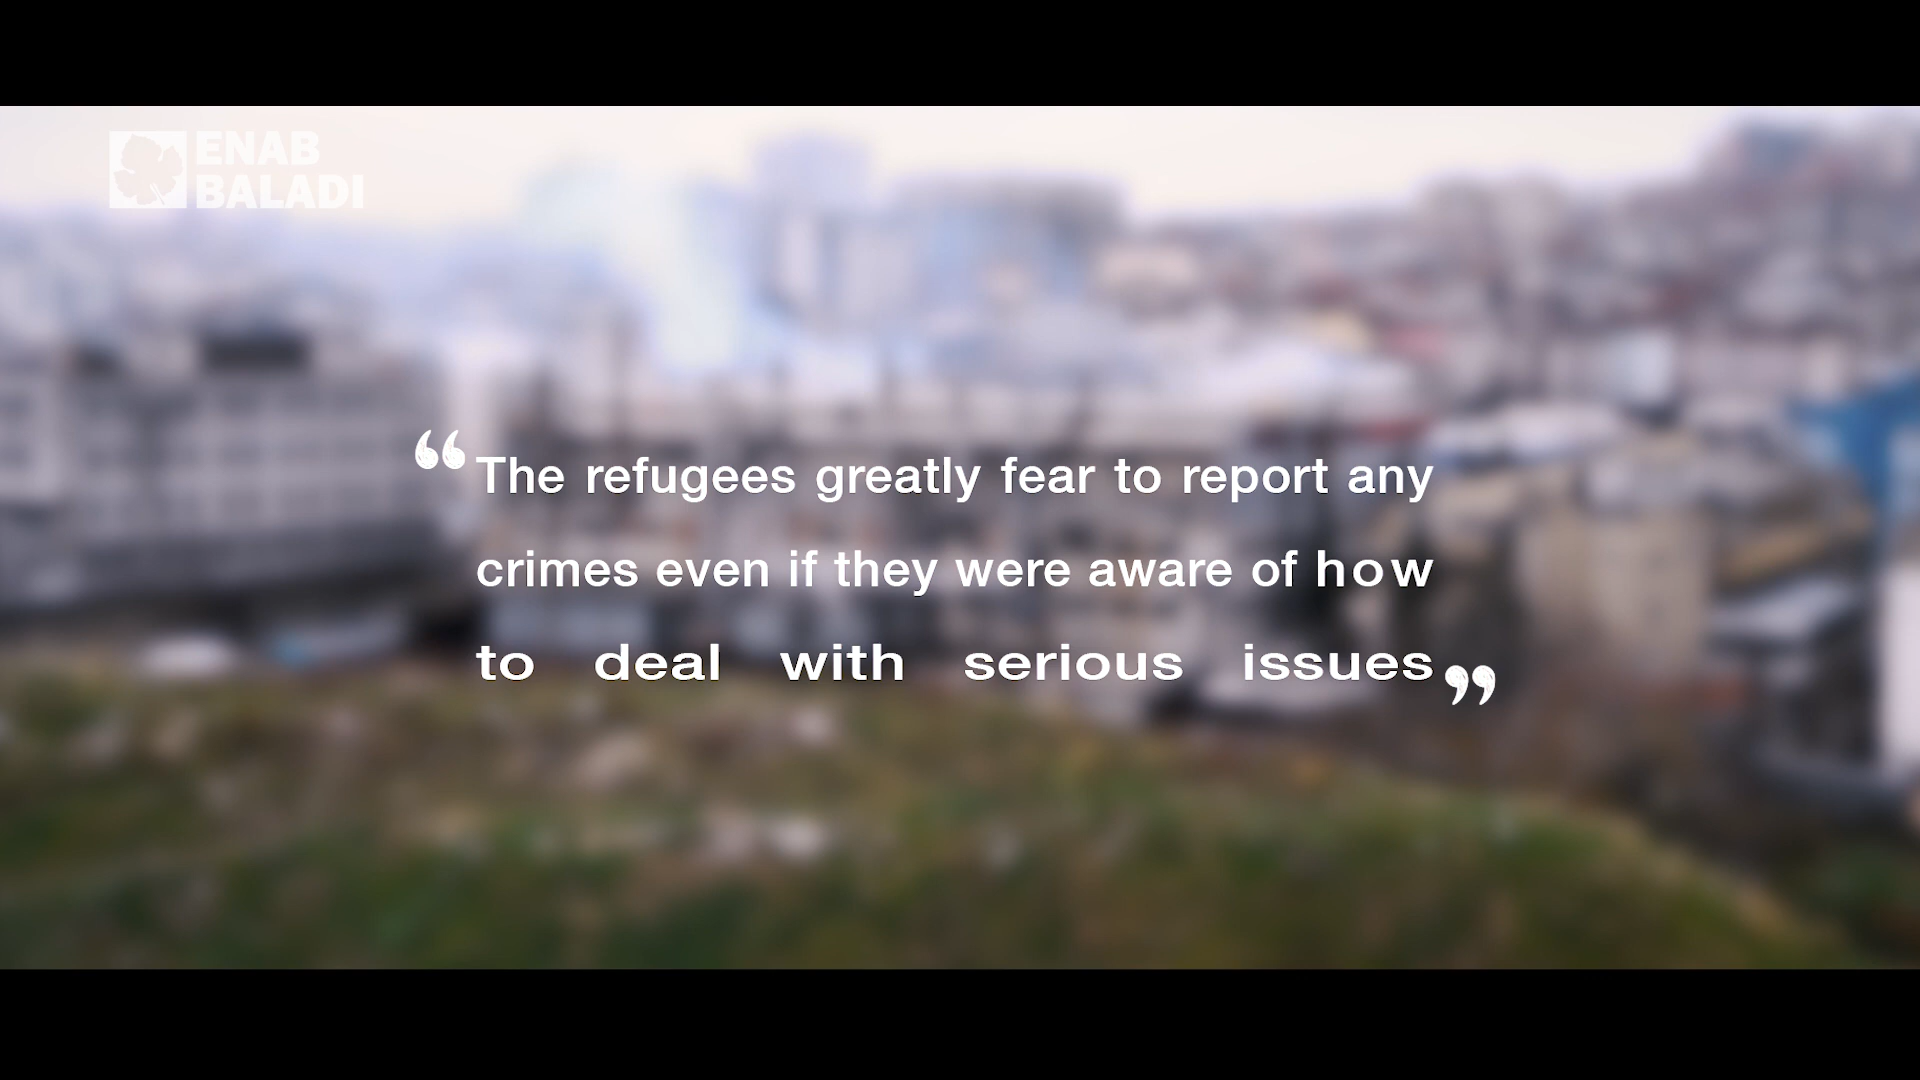 ENAB
BALADI
“The refugees greatly fear to report any
crimes even if they were aware of how
to deal with serious issues”